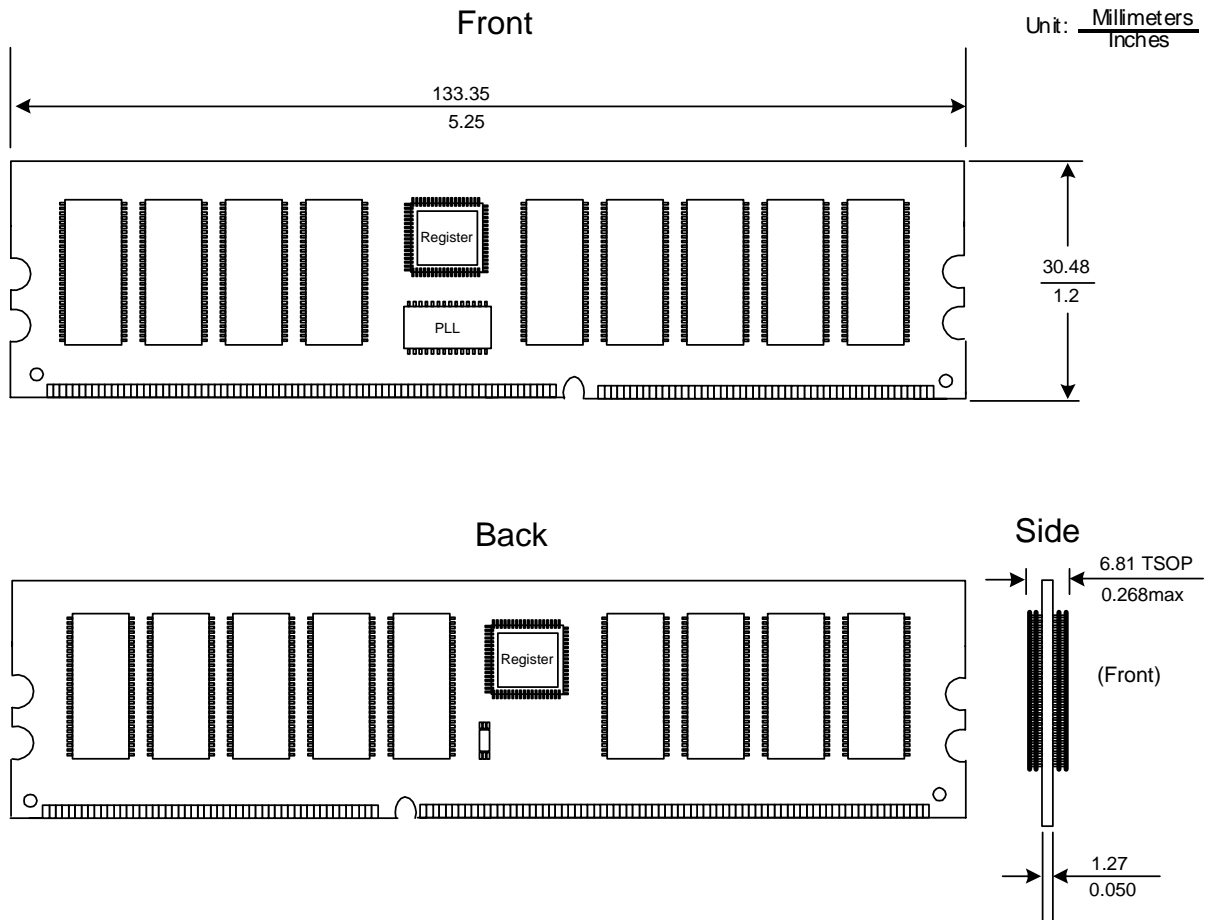 Front
Unit: Millimeters
Inches
133.35
5.25
Register
30.48
1.2
PLL
Back
Side
6.81 TSOP
0.268max
Register
(Front)
1.27
0.050